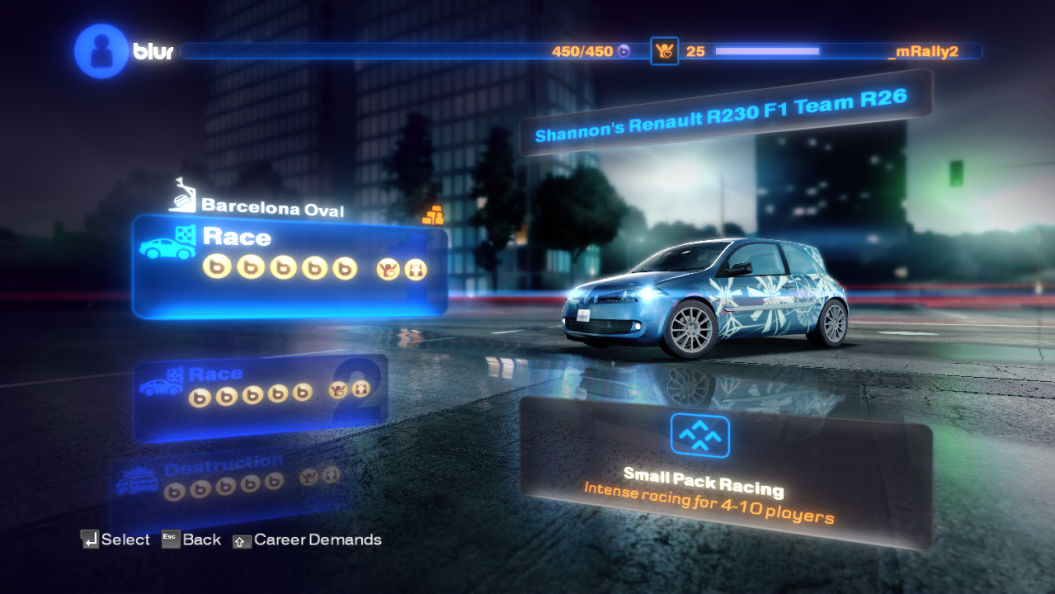 blur
450/450
25
_mRally2
Shannon's Renault R230 F1 Team R26
Barcelona Oval
Race
Race
2
Destruction
Small Pack Racing
Intense racing for 4-10 players
Select
Esc Back
Career Demands